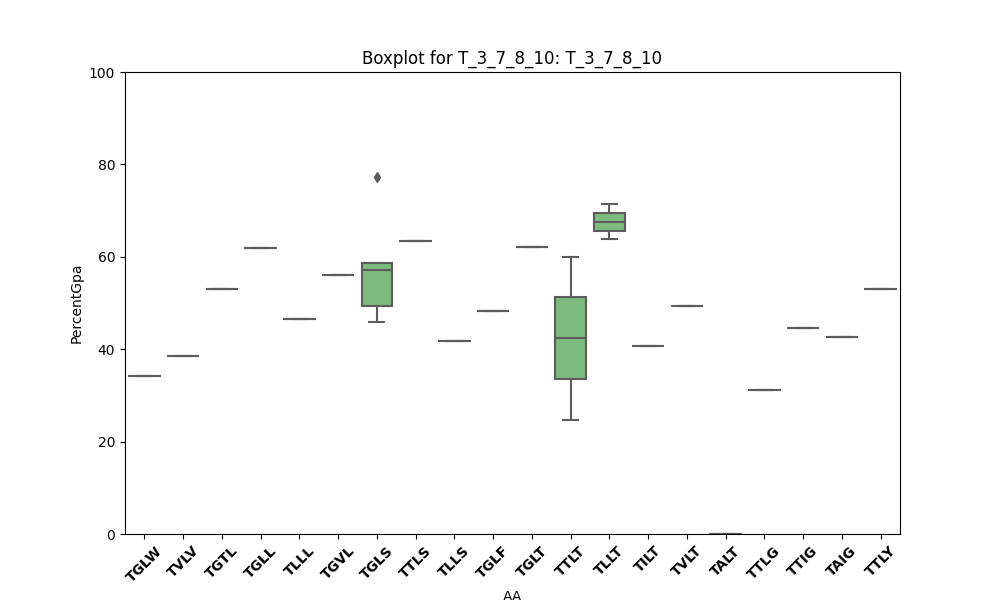 Boxplot for T_3_7_8_10: T_3_7_8_10
PercentGpa
100
80
60
40
20
0
TGLW TVLV TGTL TGLL TLLL TGVL TGLS TTLS TLLS TGLF TGLT TTLT TLLT TILT TVLT TALT TTLG TTIG TAIG TTLY
AA